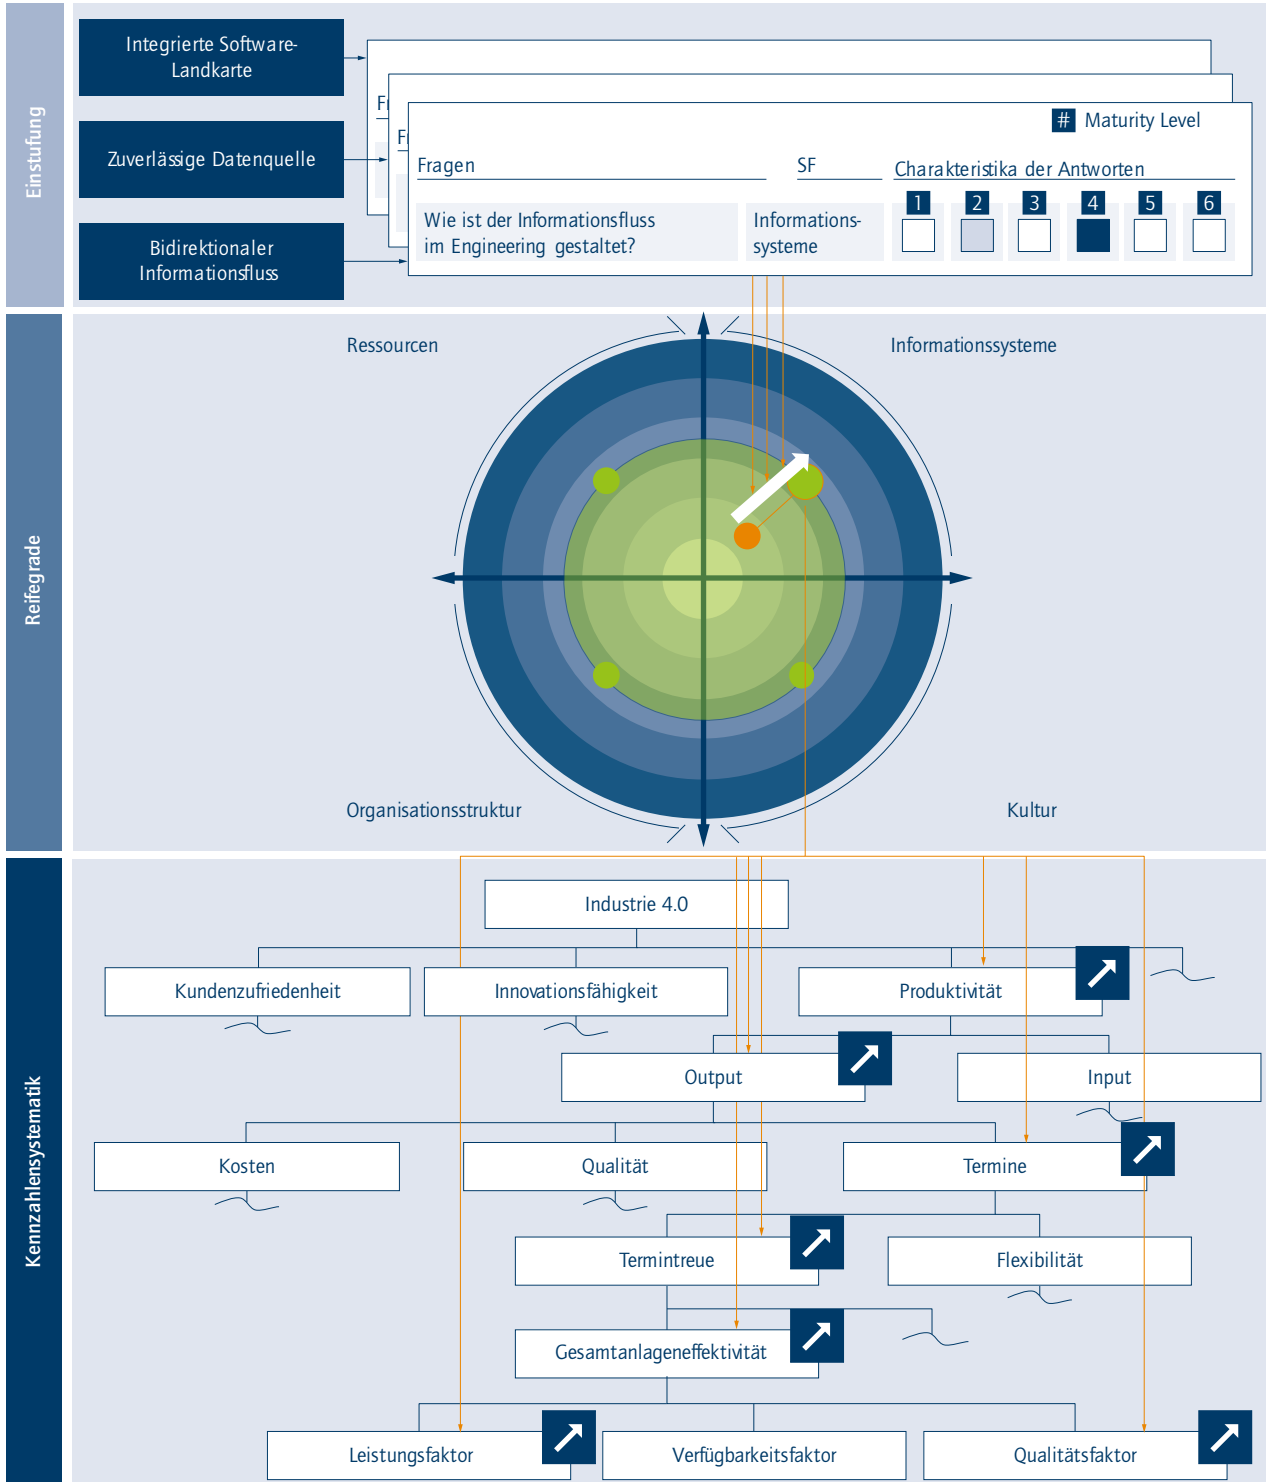 Einstufung
Integrierte Software-
Landkarte
Zuverlässige Datenquelle
Bidirektionaler
Informationsfluss
Fr
Fr
# Maturity Level
Fragen
SF
Charakteristika der Antworten
1 2 3 4 5 6
Wie ist der Informationsfluss
im Engineering gestaltet?
Informations-
systeme
Reifegrade
Ressourcen
Informationssysteme
Organisationsstruktur
Kultur
Kennzahlensystematik
Industrie 4.0
Kundenzufriedenheit
Innovationsfähigkeit
Produktivität
Output
Input
Kosten
Qualität
Termine
Termintreue
Flexibilität
Gesamtanlageneffektivität
Leistungsfaktor
Verfügbarkeitsfaktor
Qualitätsfaktor